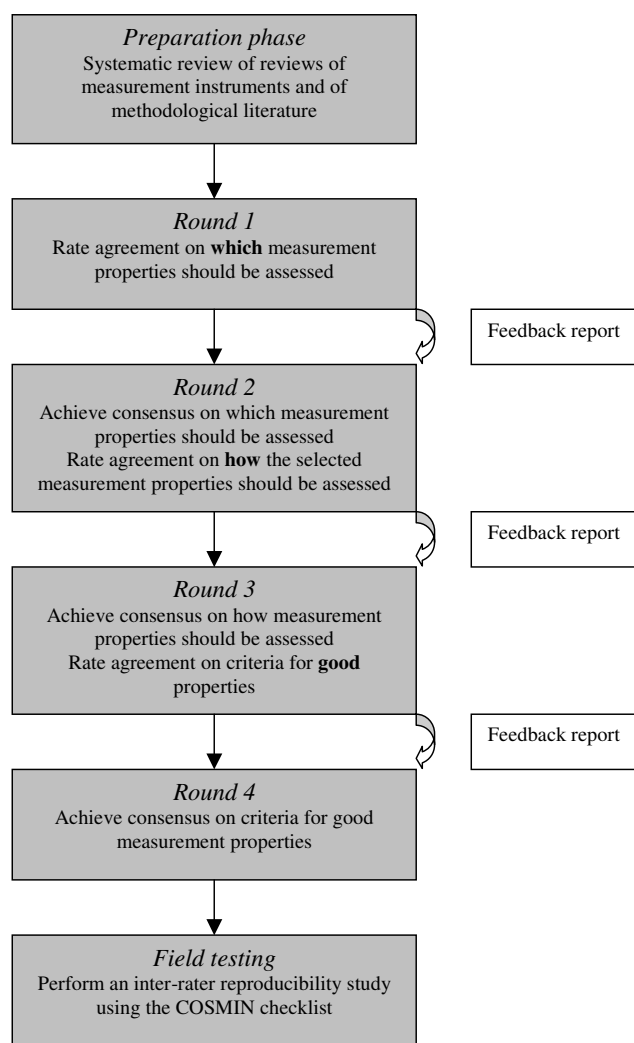 Preparation phase
Systematic review of reviews of
measurement instruments and of
methodological literature
Round 1
Rate agreement on which measurement
properties should be assessed
Feedback report
Round 2
Achieve consensus on which measurement
properties should be assessed
Rate agreement on how the selected
measurement properties should be assessed
Feedback report
Round 3
Achieve consensus on how measurement
properties should be assessed
Rate agreement on criteria for good
properties
Feedback report
Round 4
Achieve consensus on criteria for good
measurement properties
Field testing
Perform an inter-rater reproducibility study
using the COSMIN checklist